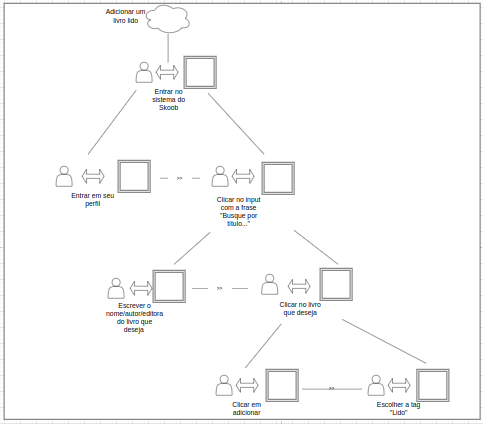 Adicionar um
livro lido
Entrar no
sistema do
Skoob
Entrar em seu
perfil
>>
Clicar no input
com a frase
"Busque por
título..."
Escrever o
nome/autor/editora
do livro que
deseja
>>
Clicar no livro
que deseja
Clicar em
adicionar
>>
Escolher a tag
"Lido"